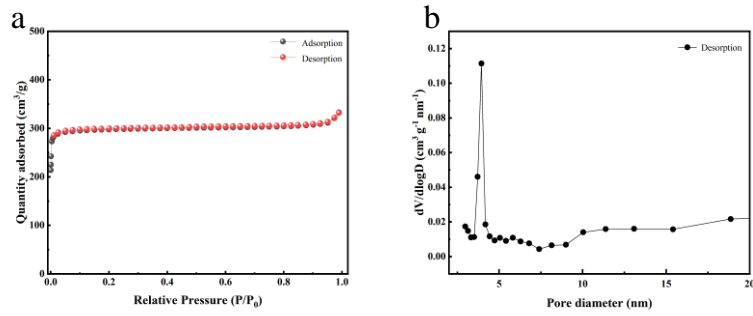 a
500
400
300
200
100
0
0.0 0.2 0.4 0.6 0.8 1.0
Quantity adsorbed (cm³/g)
Relative Pressure (P/P₀)
Adsorption
Desorption
b
0.12
0.10
0.08
0.06
0.04
0.02
0.00
5 10 15 20
dV/dlogD (cm³ g⁻¹ nm⁻¹)
Pore diameter (nm)
Desorption